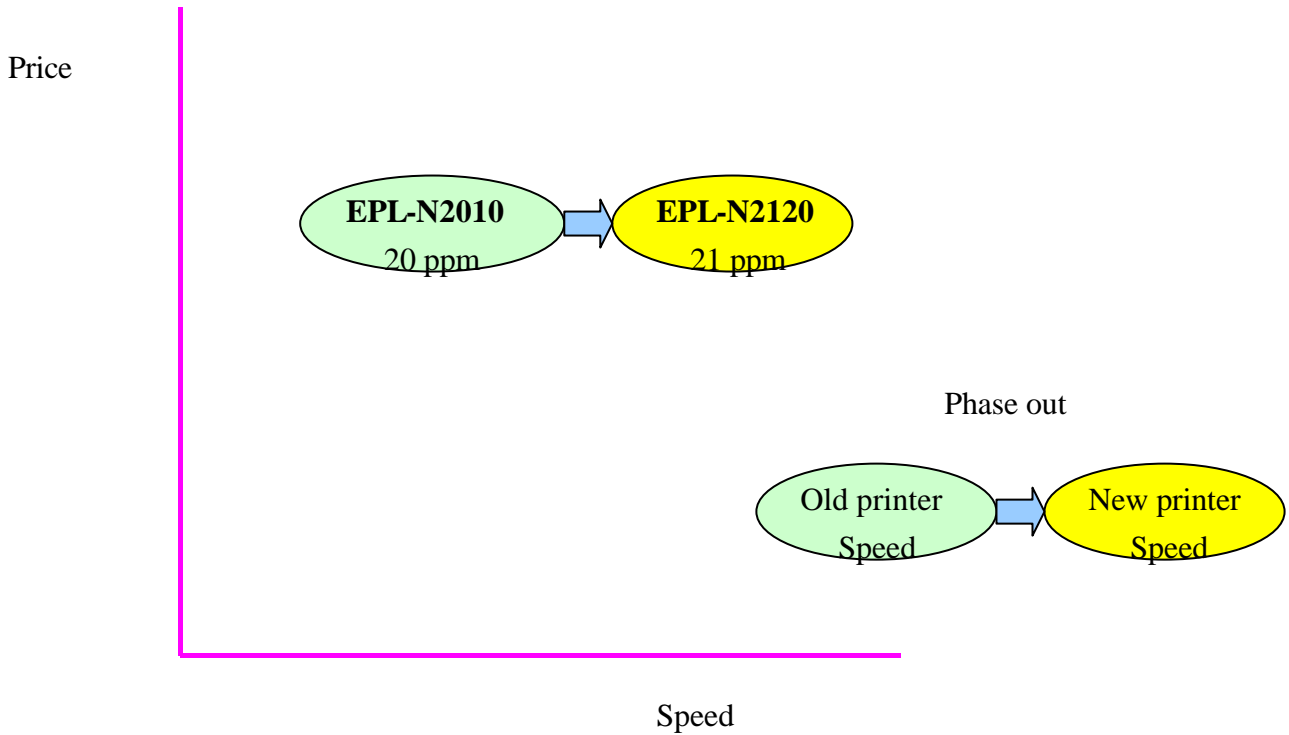 Price
EPL-N2010
20 ppm
EPL-N2120
21 ppm
Phase out
Old printer
Speed
New printer
Speed
Speed